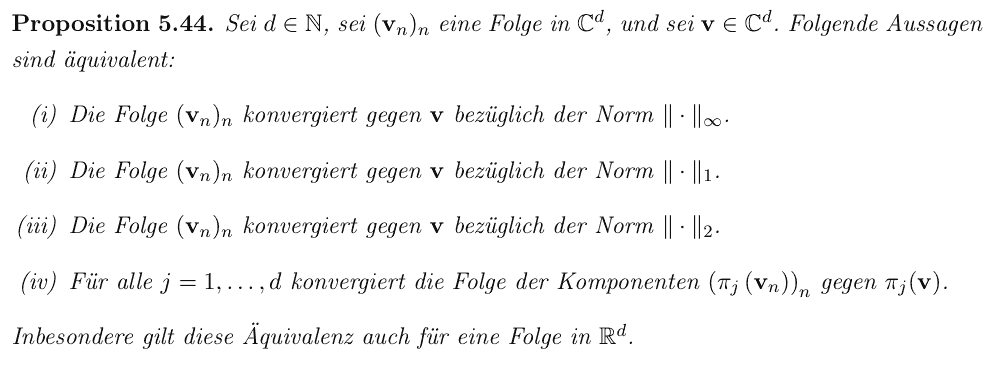 Proposition 5.44. Sei d ∈ ℕ, sei (vₙ)ₙ eine Folge in ℂᵈ, und sei v ∈ ℂᵈ. Folgende Aussagen
sind äquivalent:
(i) Die Folge (vₙ)ₙ konvergiert gegen v bezüglich der Norm ‖ · ‖∞.
(ii) Die Folge (vₙ)ₙ konvergiert gegen v bezüglich der Norm ‖ · ‖₁.
(iii) Die Folge (vₙ)ₙ konvergiert gegen v bezüglich der Norm ‖ · ‖₂.
(iv) Für alle j = 1, . . . , d konvergiert die Folge der Komponenten (πⱼ (vₙ))ₙ gegen πⱼ(v).
Inbesondere gilt diese Äquivalenz auch für eine Folge in ℝᵈ.